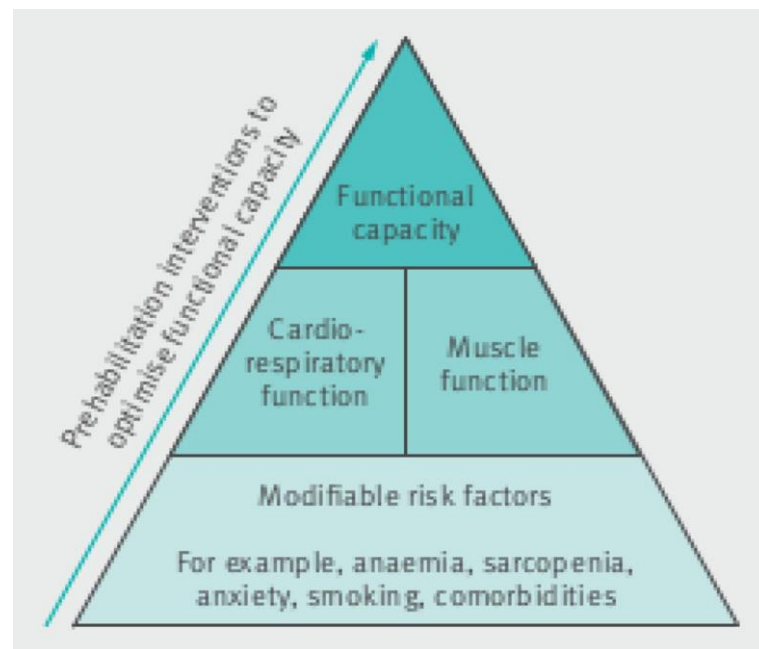 Prehabilitation interventions to
optimise functional capacity
Functional
capacity
Cardio-
respiratory
function
Muscle
function
Modifiable risk factors
For example, anaemia, sarcopenia,
anxiety, smoking, comorbidities